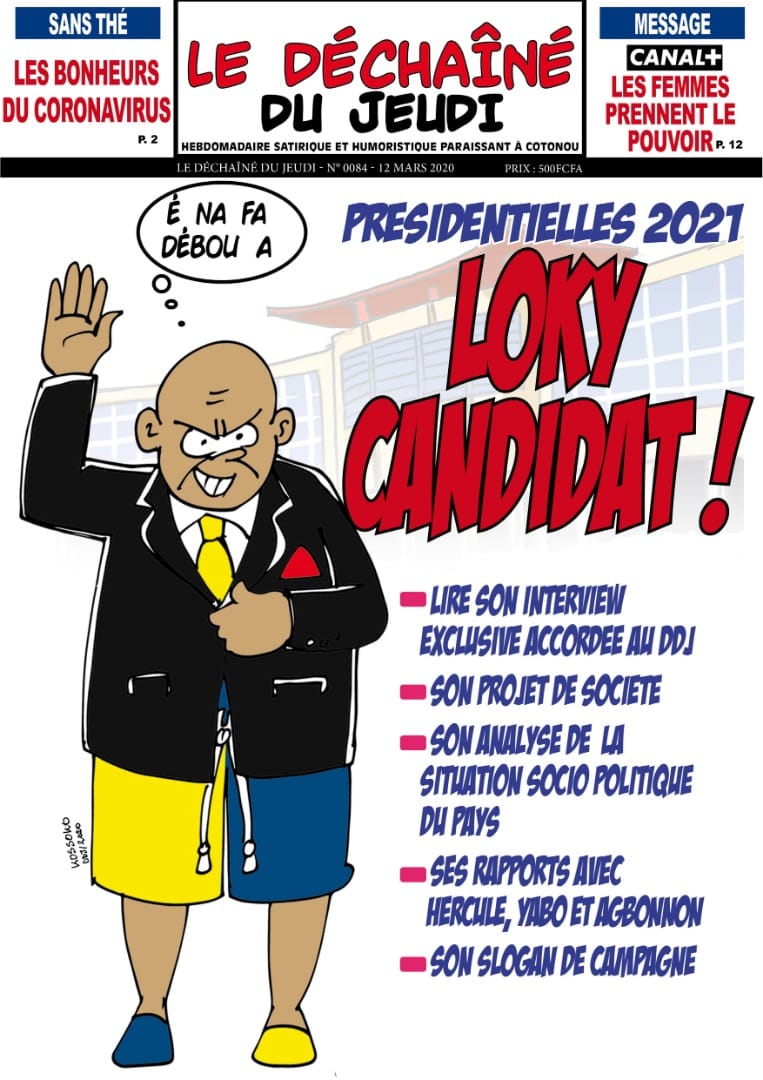 SANS THÉ
LES BONHEURS
DU CORONAVIRUS
P. 2
LE DÉCHAÎNÉ
DU JEUDI
HEBDOMADAIRE SATIRIQUE ET HUMORISTIQUE PARAISSANT À COTONOU
MESSAGE
CANAL+
LES FEMMES
PRENNENT LE
POUVOIR P. 12
LE DÉCHAÎNÉ DU JEUDI - N° 0084 - 12 MARS 2020 PRIX : 500FCFA
É NA FA
DÉBOU A
PRESIDENTIELLES 2021
LOKY
CANDIDAT !
LIRE SON INTERVIEW
EXCLUSIVE ACCORDEE AU DDJ
SON PROJET DE SOCIETE
SON ANALYSE DE LA
SITUATION SOCIO POLITIQUE
DU PAYS
SES RAPPORTS AVEC
HERCULE, YABO ET AGBONNON
SON SLOGAN DE CAMPAGNE
KOSSOKO
DDJ/2020